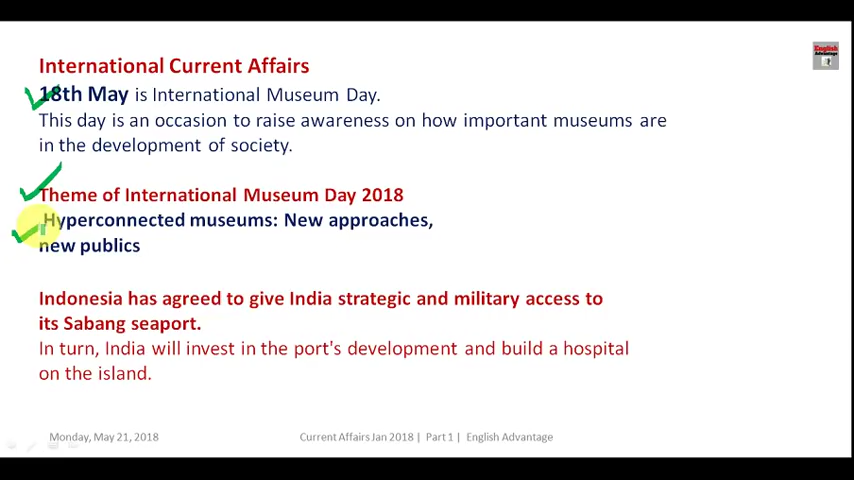 English
Advantage
International Current Affairs
18th May is International Museum Day.
This day is an occasion to raise awareness on how important museums are
in the development of society.
Theme of International Museum Day 2018
Hyperconnected museums: New approaches,
new publics
Indonesia has agreed to give India strategic and military access to
its Sabang seaport.
In turn, India will invest in the port's development and build a hospital
on the island.
Monday, May 21, 2018
Current Affairs Jan 2018 | Part 1 | English Advantage